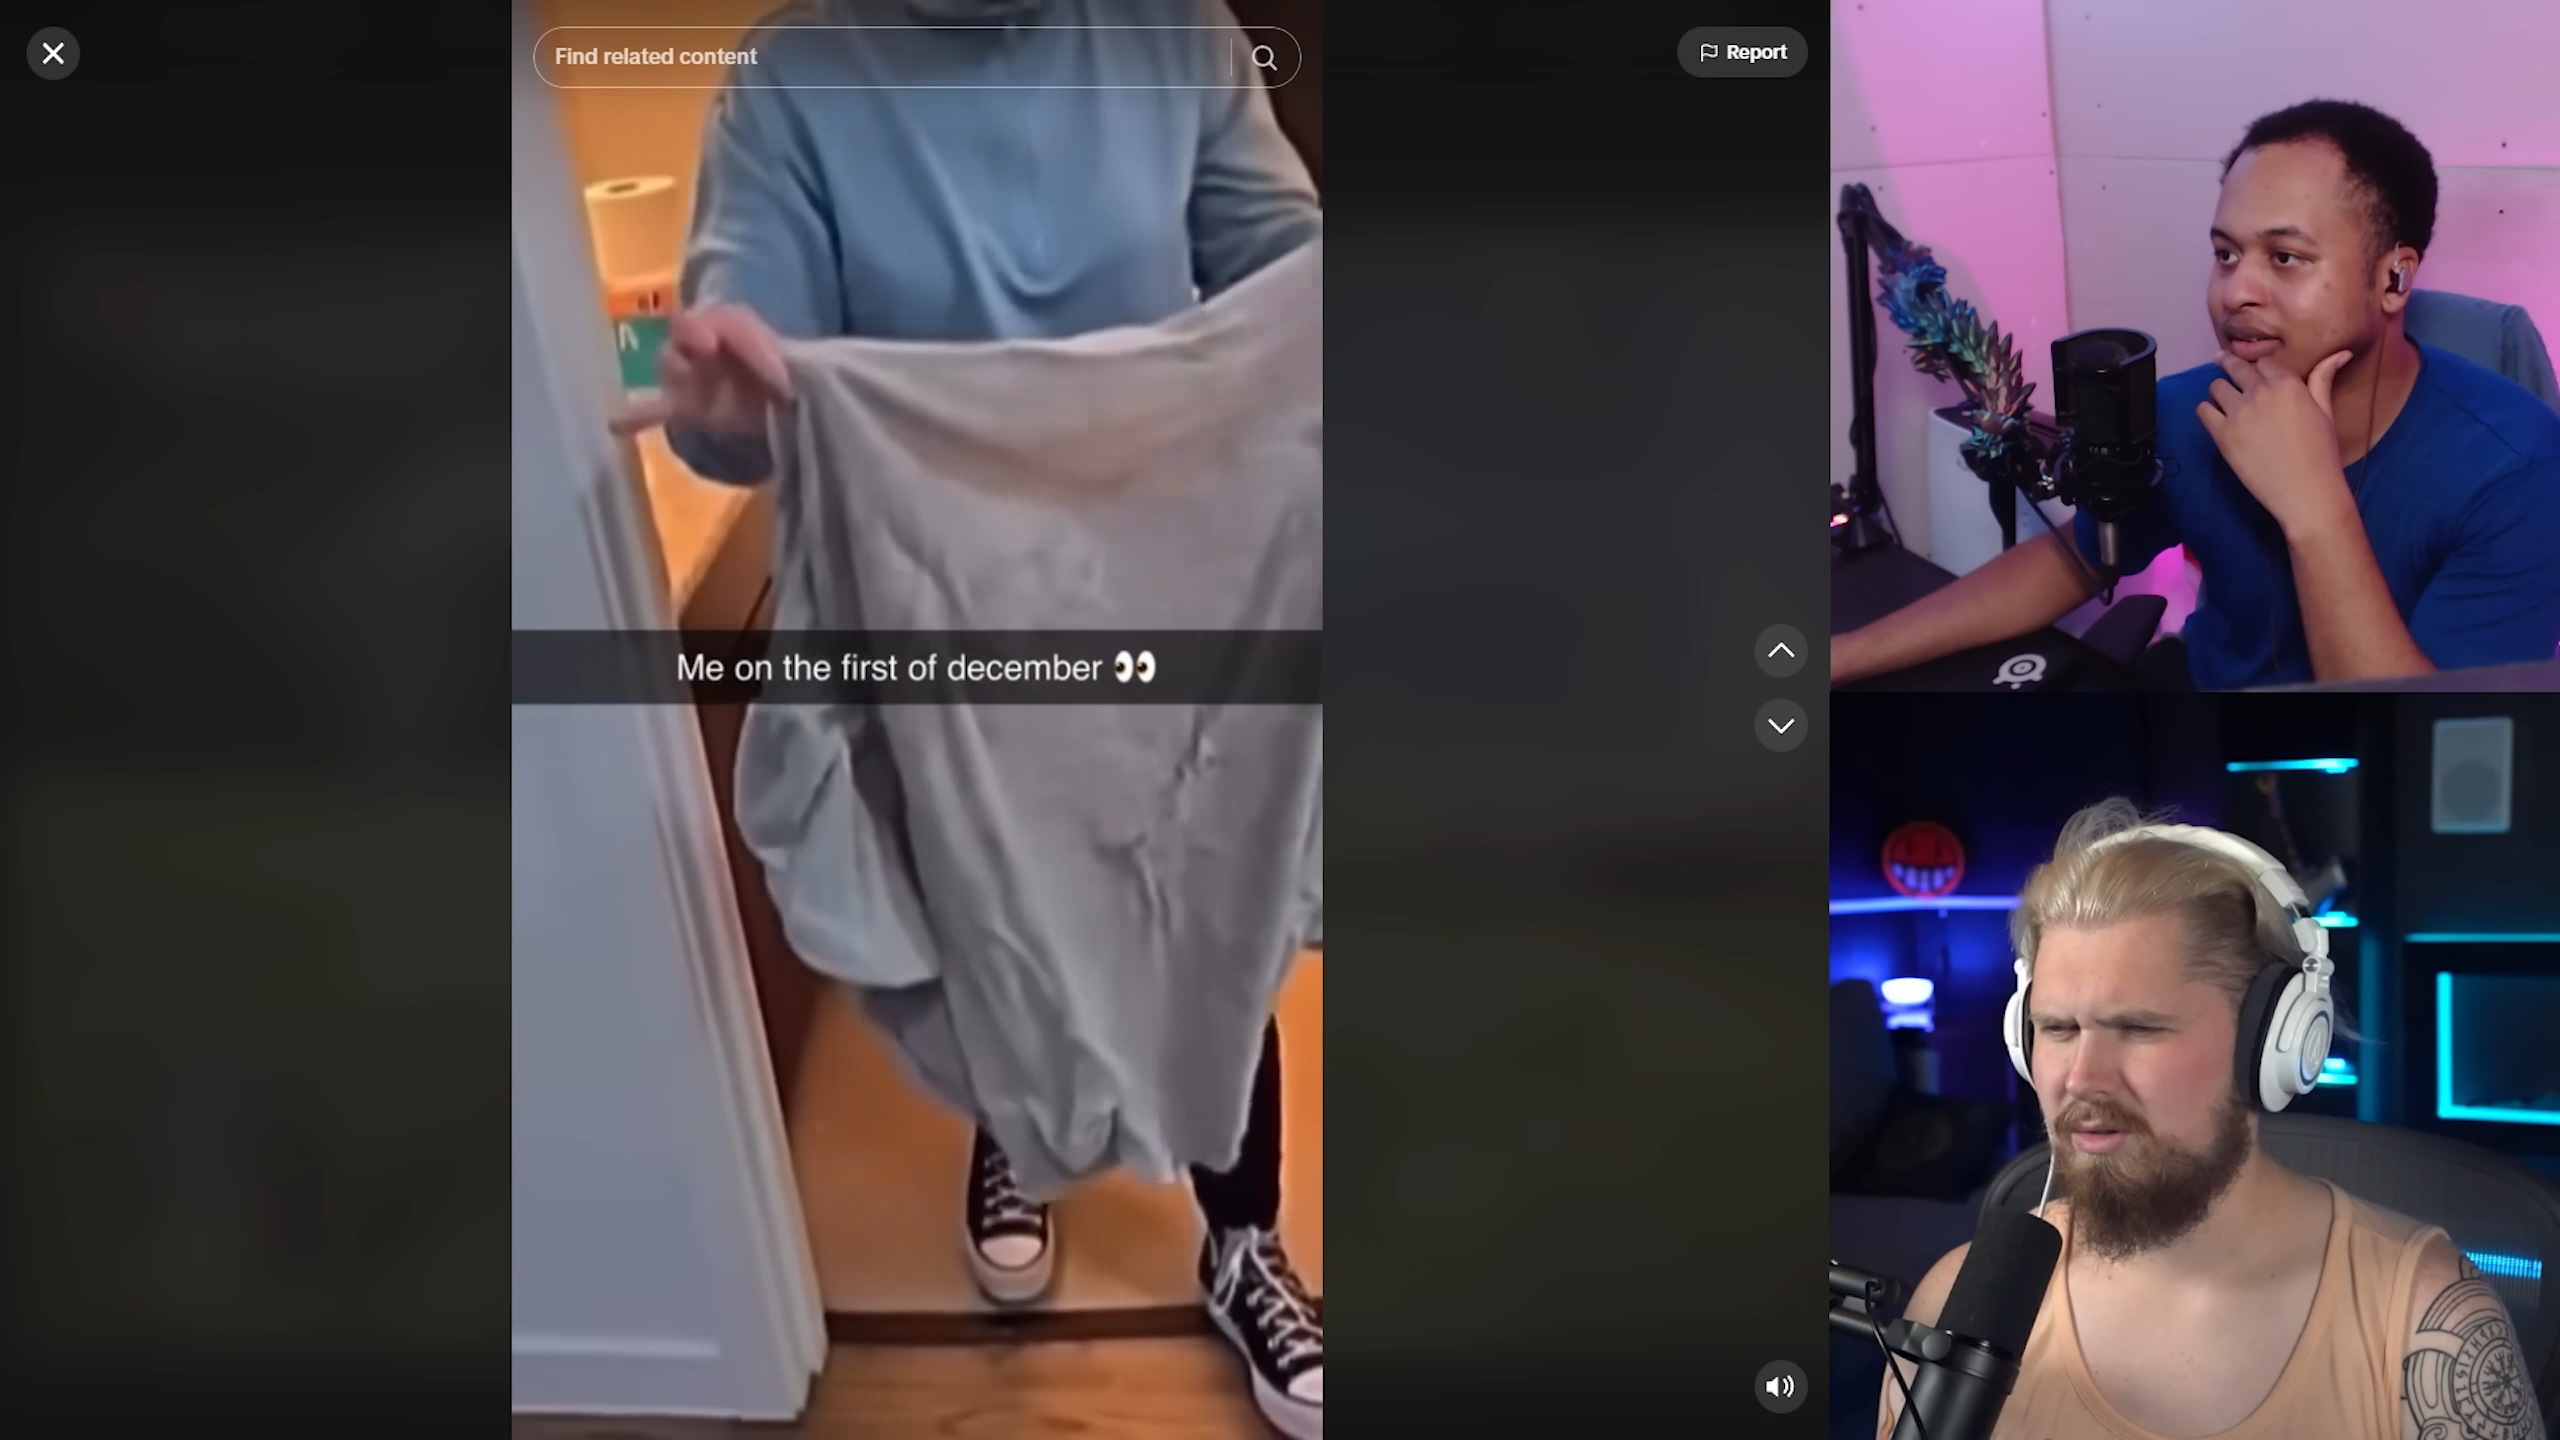 Find related content
Report
Me on the first of december 👀